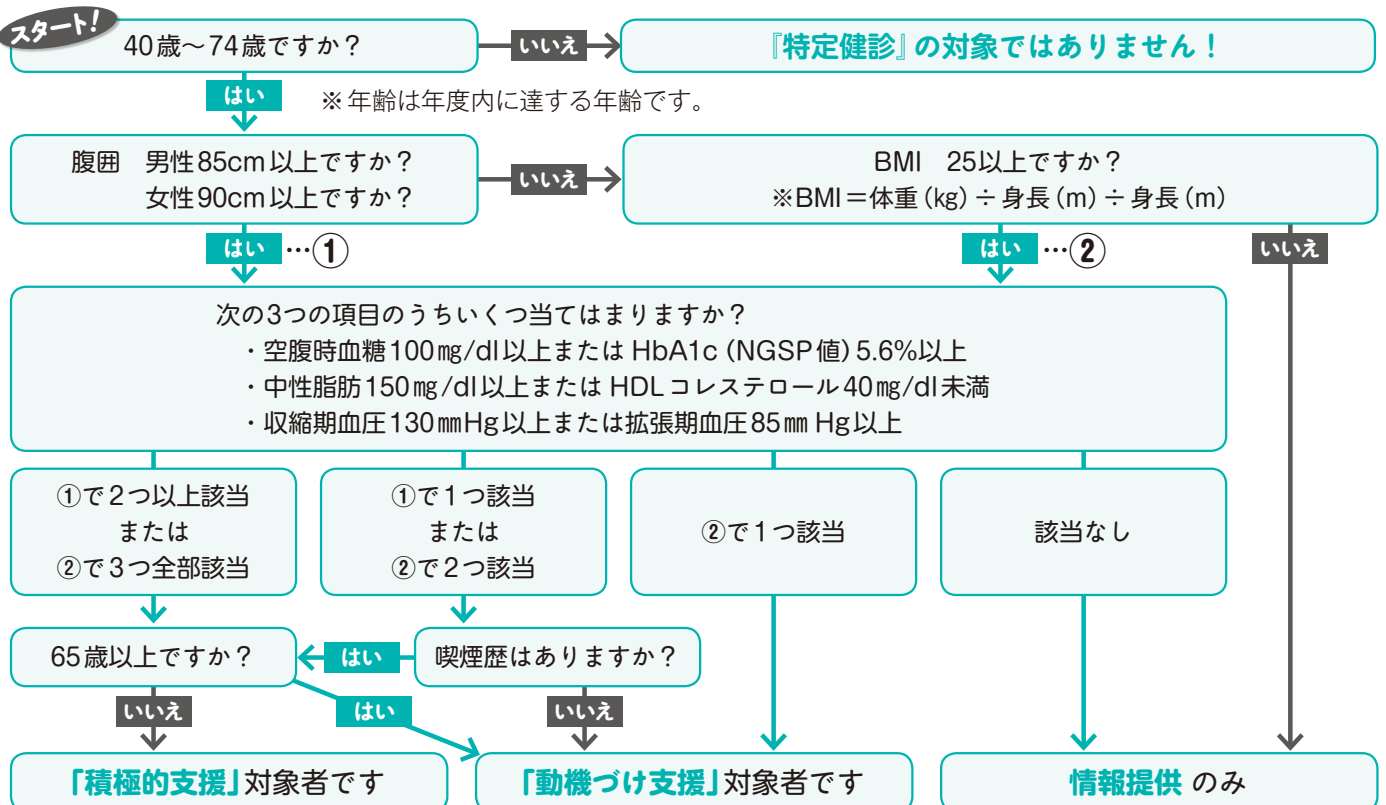 スタート!
40歳～74歳ですか？
いいえ
『特定健診』の対象ではありません！
はい
※年齢は年度内に達する年齢です。
腹囲　男性85cm以上ですか？
女性90cm以上ですか？
いいえ
BMI　25以上ですか？
※BMI＝体重(㎏)÷身長(m)÷身長(m)
はい…①
はい…②
いいえ
次の3つの項目のうちいくつ当てはまりますか？
・空腹時血糖100㎎/dl以上または HbA1c (NGSP値) 5.6%以上
・中性脂肪150㎎/dl以上または HDLコレステロール40㎎/dl未満
・収縮期血圧130㎜Hg以上または拡張期血圧85㎜ Hg以上
①で2つ以上該当
または
②で3つ全部該当
①で1つ該当
または
②で2つ該当
②で1つ該当
該当なし
65歳以上ですか？
はい
喫煙歴はありますか？
いいえ
はい
いいえ
「積極的支援」対象者です
「動機づけ支援」対象者です
情報提供 のみ